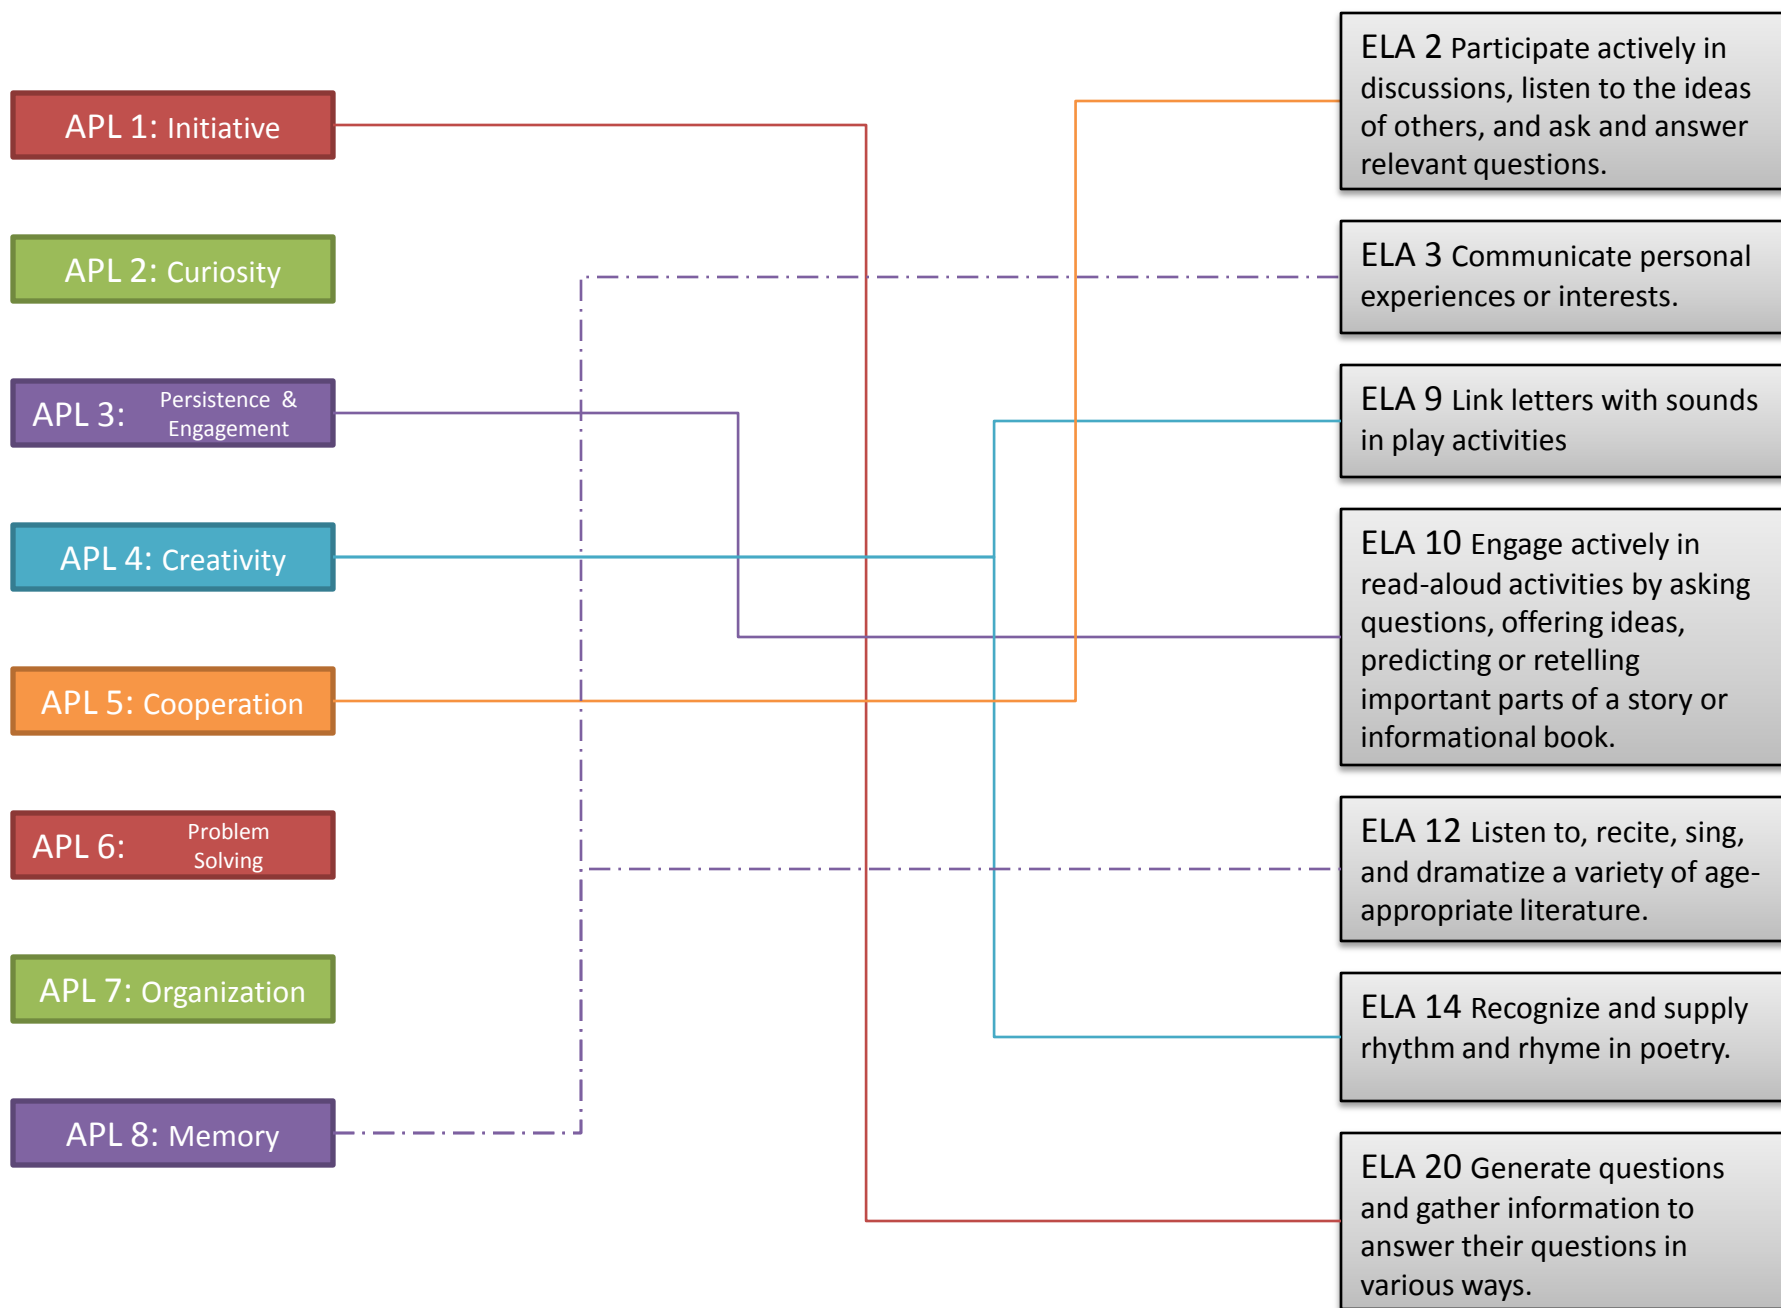 APL 1: Initiative
APL 2: Curiosity
APL 3: Persistence &
Engagement
APL 4: Creativity
APL 5: Cooperation
APL 6: Problem
Solving
APL 7: Organization
APL 8: Memory
ELA 2 Participate actively in
discussions, listen to the ideas
of others, and ask and answer
relevant questions.
ELA 3 Communicate personal
experiences or interests.
ELA 9 Link letters with sounds
in play activities
ELA 10 Engage actively in
read-aloud activities by asking
questions, offering ideas,
predicting or retelling
important parts of a story or
informational book.
ELA 12 Listen to, recite, sing,
and dramatize a variety of age-
appropriate literature.
ELA 14 Recognize and supply
rhythm and rhyme in poetry.
ELA 20 Generate questions
and gather information to
answer their questions in
various ways.